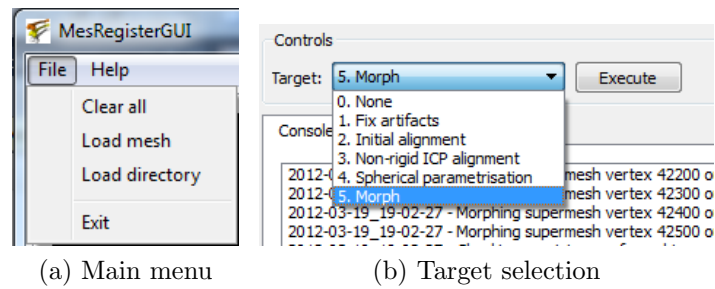 MesRegisterGUI
File Help
Clear all
Load mesh
Load directory
Exit
(a) Main menu
Controls
Target: 5. Morph Execute
0. None
1. Fix artifacts
2. Initial alignment
3. Non-rigid ICP alignment
4. Spherical parametrisation
5. Morph
Console
2012-0 mesh vertex 42200 o
2012-0 mesh vertex 42300 o
2012-03-19_19-02-27 - Morphing supermesh vertex 42400 o
2012-03-19_19-02-27 - Morphing supermesh vertex 42500 o
(b) Target selection